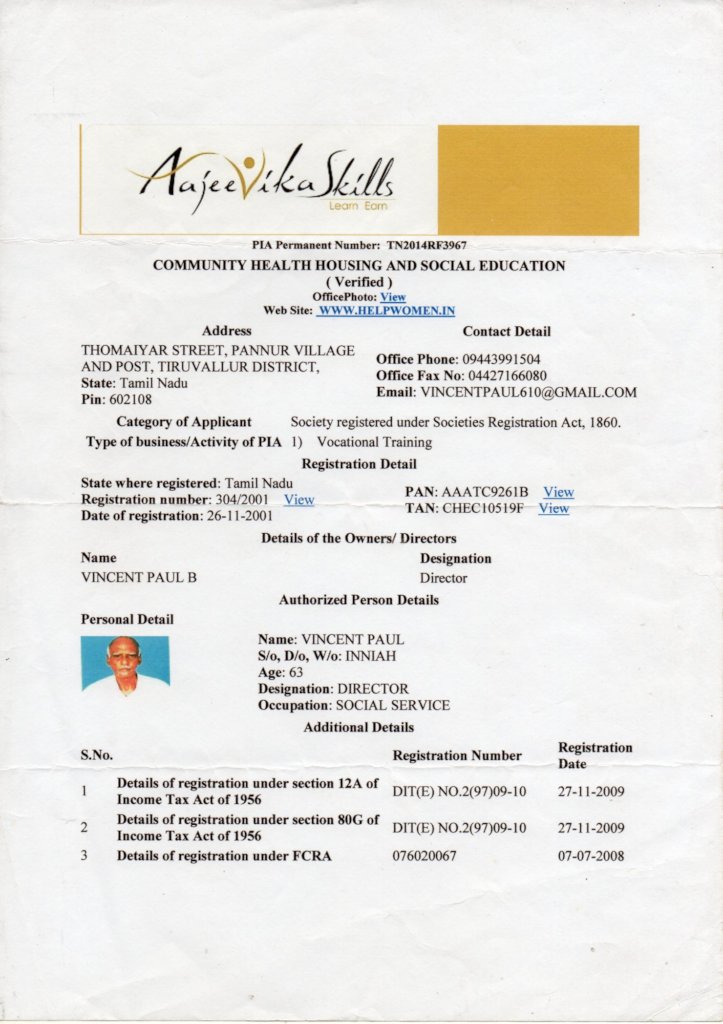 AajeeVika Skills
Learn Earn
PIA Permanent Number: TN2014RF3967
COMMUNITY HEALTH HOUSING AND SOCIAL EDUCATION
( Verified )
OfficePhoto: View
Web Site: WWW.HELPWOMEN.IN
Address
THOMAIYAR STREET, PANNUR VILLAGE
AND POST, TIRUVALLUR DISTRICT,
State: Tamil Nadu
Pin: 602108
Contact Detail
Office Phone: 09443991504
Office Fax No: 04427166080
Email: VINCENTPAUL610@GMAIL.COM
Category of Applicant Society registered under Societies Registration Act, 1860.
Type of business/Activity of PIA 1) Vocational Training
Registration Detail
State where registered: Tamil Nadu
Registration number: 304/2001 View
Date of registration: 26-11-2001
PAN: AAATC9261B View
TAN: CHEC10519F View
Details of the Owners/ Directors
Name Designation
VINCENT PAUL B Director
Authorized Person Details
Personal Detail
Name: VINCENT PAUL
S/o, D/o, W/o: INNIAH
Age: 63
Designation: DIRECTOR
Occupation: SOCIAL SERVICE
Additional Details
S.No. Registration Number Registration
Date
1 Details of registration under section 12A of
Income Tax Act of 1956 DIT(E) NO.2(97)09-10 27-11-2009
2 Details of registration under section 80G of
Income Tax Act of 1956 DIT(E) NO.2(97)09-10 27-11-2009
3 Details of registration under FCRA 076020067 07-07-2008